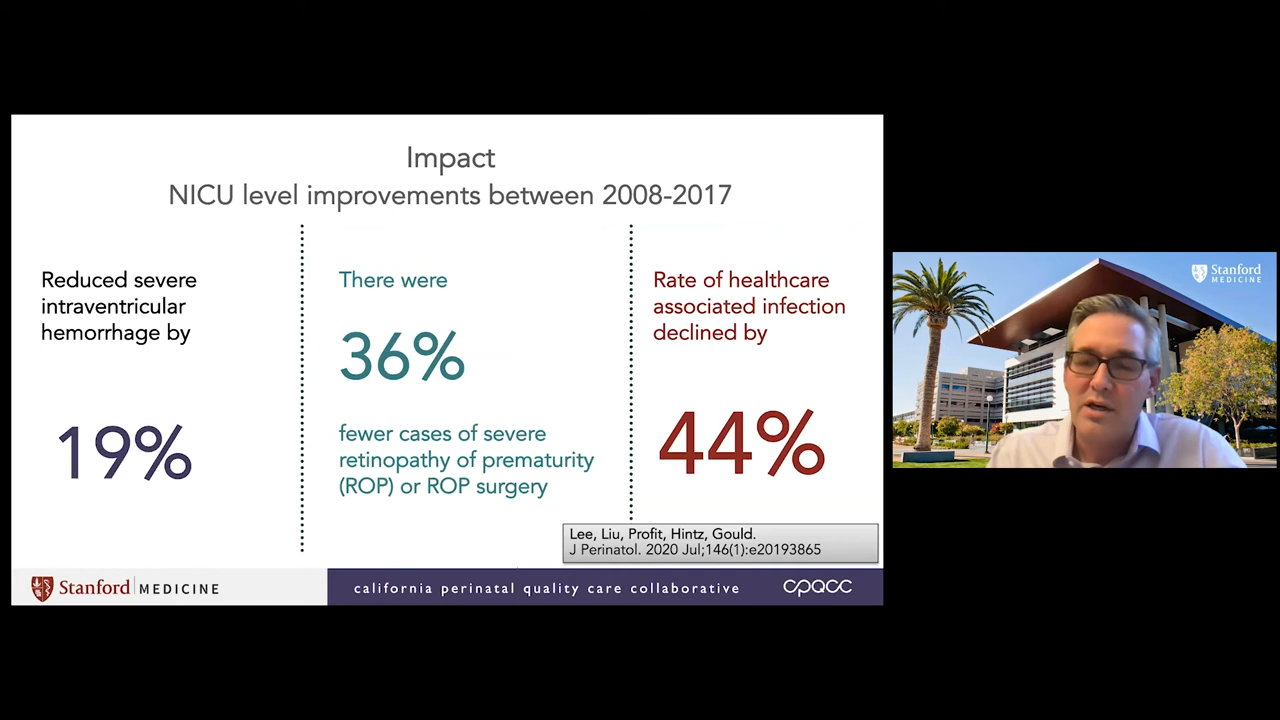 Impact
NICU level improvements between 2008-2017
Reduced severe
intraventricular
hemorrhage by
19%
There were
36%
fewer cases of severe
retinopathy of prematurity
(ROP) or ROP surgery
Rate of healthcare
associated infection
declined by
44%
Lee, Liu, Profit, Hintz, Gould.
J Perinatol. 2020 Jul;146(1):e20193865
Stanford MEDICINE
california perinatal quality care collaborative
cpqcc
Stanford
MEDICINE